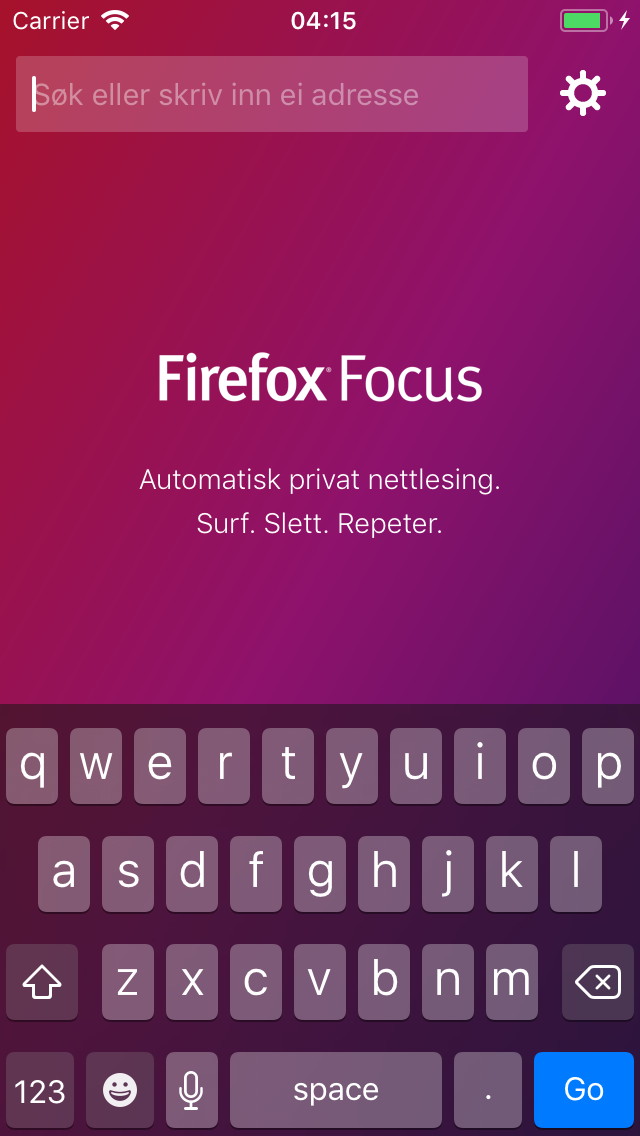 Carrier 04:15
Søk eller skriv inn ei adresse
Firefox® Focus
Automatisk privat nettlesing.
Surf. Slett. Repeter.
q w e r t y u i o p
a s d f g h j k l
z x c v b n m
123 space . Go